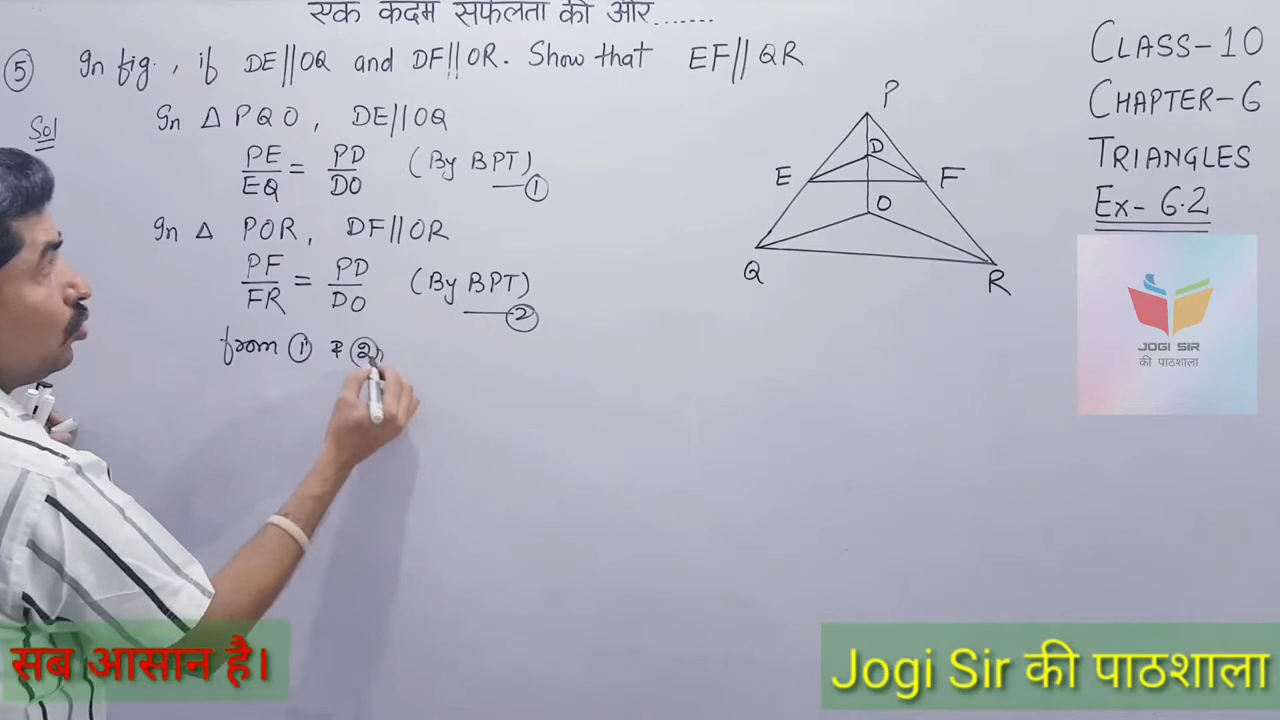 एक कदम सफलता की और.......
⑤ In fig., if DE||OQ and DF||OR. Show that EF||QR
Sol
In △ PQO, DE||OQ
PE/EQ = PD/DO (By BPT) —①
In △ POR, DF||OR
PF/FR = PD/DO (By BPT) —②
from ① & ②
P
D
E
F
O
Q
R
CLASS-10
CHAPTER-6
TRIANGLES
Ex- 6.2
JOGI SIR
की पाठशाला
सब आसान है।
Jogi Sir की पाठशाला